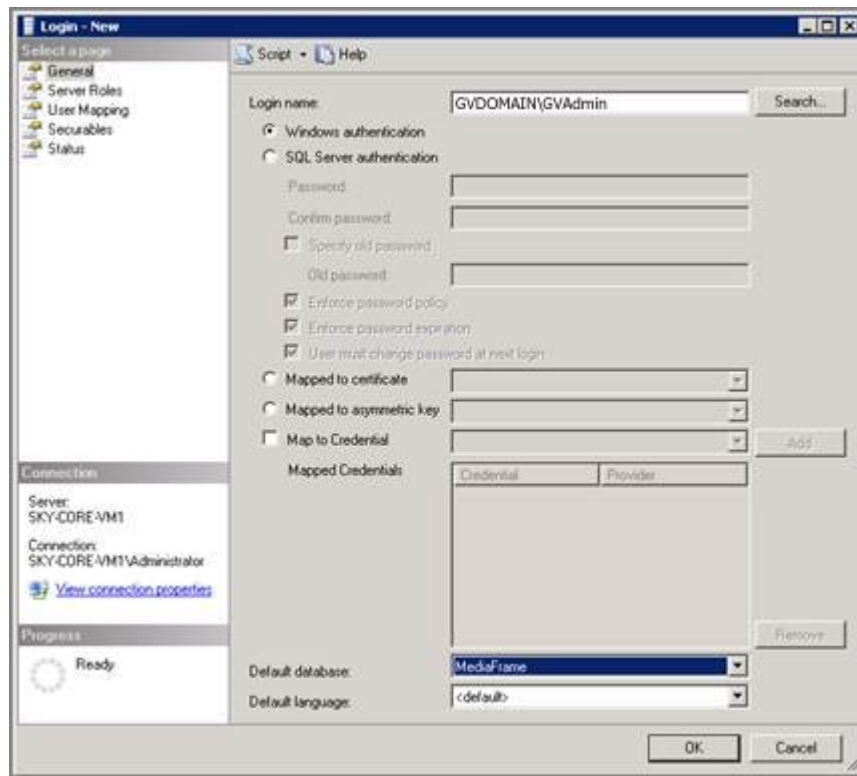 Login - New
Select a page
General
Server Roles
User Mapping
Securables
Status
Script
Help
Login name:
GVDOMAIN\GVAdmin
Search...
Windows authentication
SQL Server authentication
Password:
Confirm password:
Specify old password
Old password:
Enforce password policy
Enforce password expiration
User must change password at next login
Mapped to certificate
Mapped to asymmetric key
Map to Credential
Add
Mapped Credentials
Credential Provider
Remove
Default database:
MediaFrame
Default language:
<default>
Connection
Server:
SKY-CORE-VM1
Connection:
SKY-CORE-VM1\Administrator
View connection properties
Progress
Ready
OK
Cancel